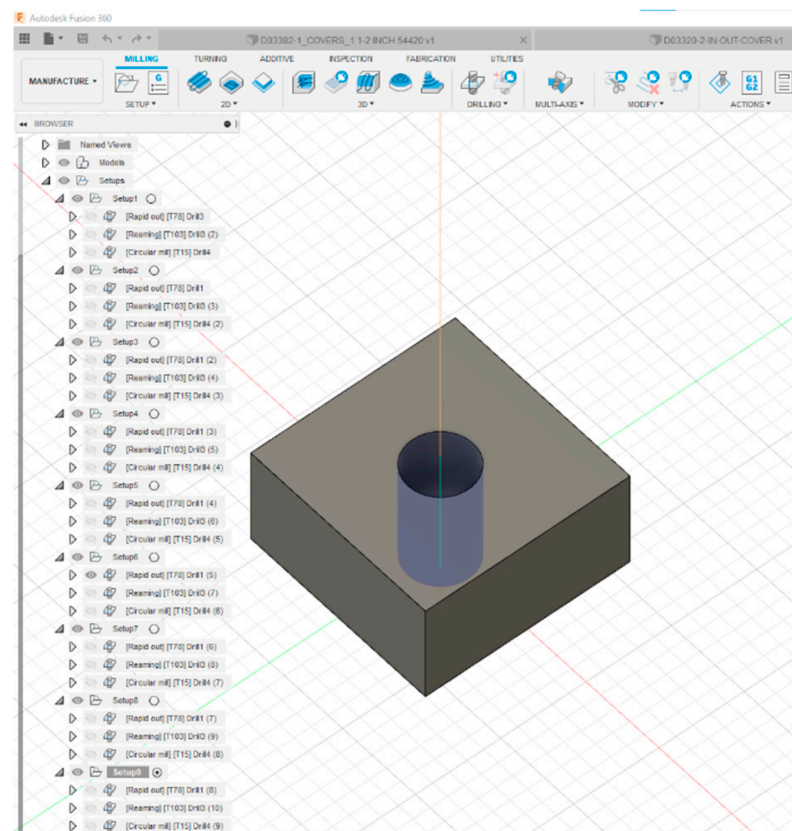 Autodesk Fusion 360
D03382-1_COVERS_1 1-2 INCH 54420 v1
D03320-2-IN-OUT-COVER v1
MILLING TURNING ADDITIVE INSPECTION FABRICATION UTILITIES
MANUFACTURE
G1
G2
SETUP 2D 3D DRILLING MULTI-AXIS MODIFY ACTIONS
BROWSER
Named Views
Models
Setups
Setup1
[Rapid out] [T78] Drill3
[Reaming] [T103] Drill3 (2)
[Circular mill] [T15] Drill4
Setup2
[Rapid out] [T78] Drill1
[Reaming] [T103] Drill3 (3)
[Circular mill] [T15] Drill4 (2)
Setup3
[Rapid out] [T78] Drill1 (2)
[Reaming] [T103] Drill3 (4)
[Circular mill] [T15] Drill4 (3)
Setup4
[Rapid out] [T78] Drill1 (3)
[Reaming] [T103] Drill3 (5)
[Circular mill] [T15] Drill4 (4)
Setup5
[Rapid out] [T78] Drill1 (4)
[Reaming] [T103] Drill3 (6)
[Circular mill] [T15] Drill4 (5)
Setup6
[Rapid out] [T78] Drill1 (5)
[Reaming] [T103] Drill3 (7)
[Circular mill] [T15] Drill4 (6)
Setup7
[Rapid out] [T78] Drill1 (6)
[Reaming] [T103] Drill3 (8)
[Circular mill] [T15] Drill4 (7)
Setup8
[Rapid out] [T78] Drill1 (7)
[Reaming] [T103] Drill3 (9)
[Circular mill] [T15] Drill4 (8)
Setup9
[Rapid out] [T78] Drill1 (8)
[Reaming] [T103] Drill3 (10)
[Circular mill] [T15] Drill4 (9)